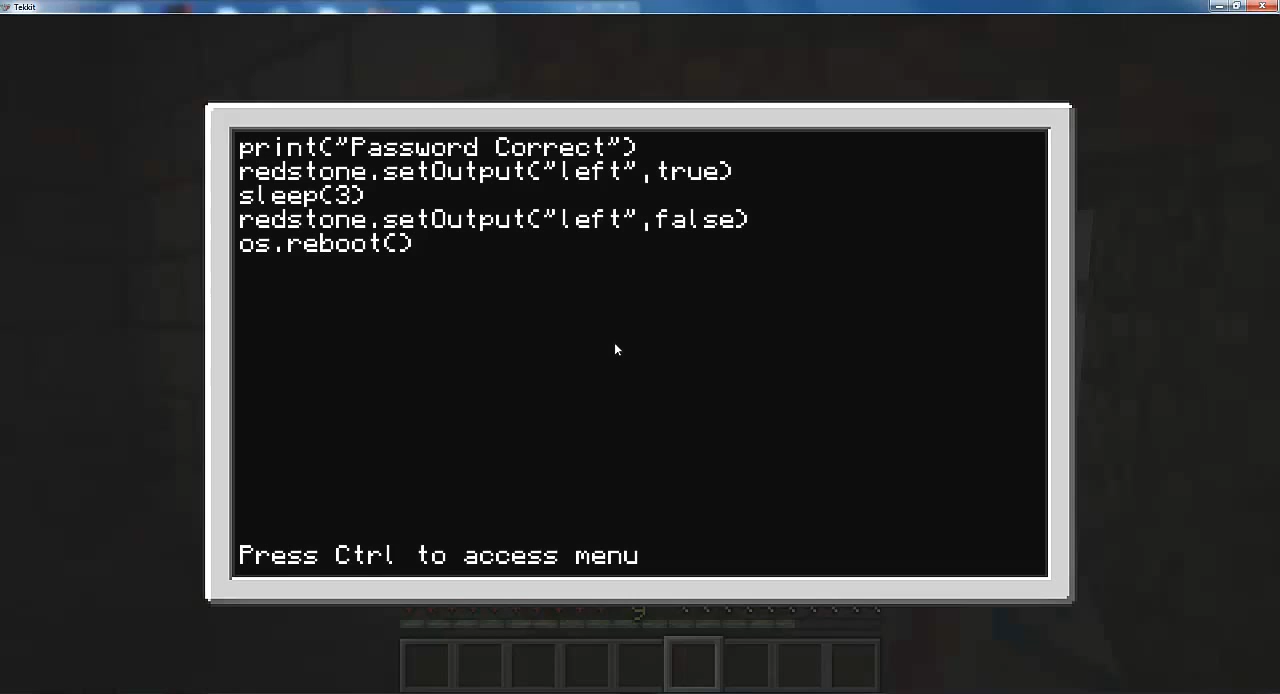 Tekkit
print("Password Correct")
redstone.setOutput("left",true)
sleep(3)
redstone.setOutput("left",false)
os.reboot()
Press Ctrl to access menu